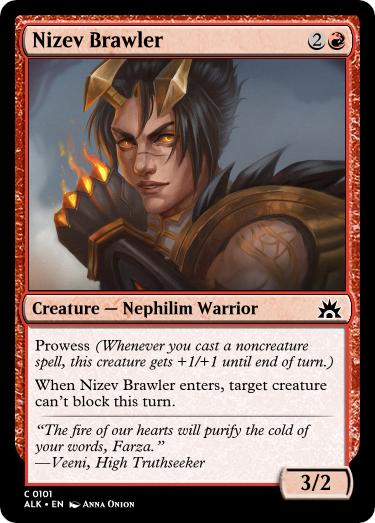 Nizev Brawler 2
Creature — Nephilim Warrior
Prowess (Whenever you cast a noncreature
spell, this creature gets +1/+1 until end of turn.)
When Nizev Brawler enters, target creature
can't block this turn.
“The fire of our hearts will purify the cold of
your words, Farza.”
—Veeni, High Truthseeker
3/2
C 0101
ALK • EN Anna Onion